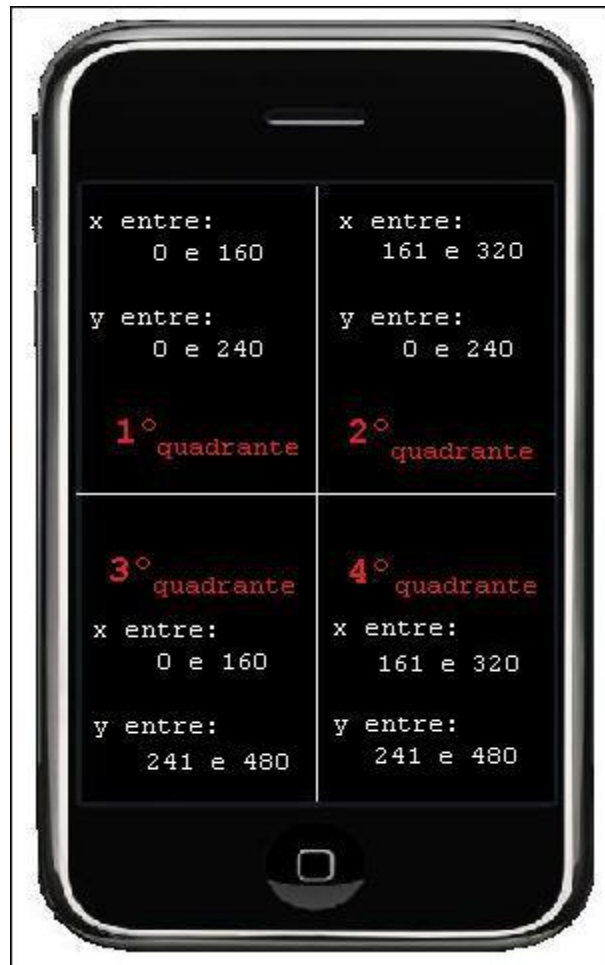 x entre:
0 e 160
y entre:
0 e 240
1° quadrante
x entre:
161 e 320
y entre:
0 e 240
2° quadrante
3° quadrante
x entre:
0 e 160
y entre:
241 e 480
4° quadrante
x entre:
161 e 320
y entre:
241 e 480